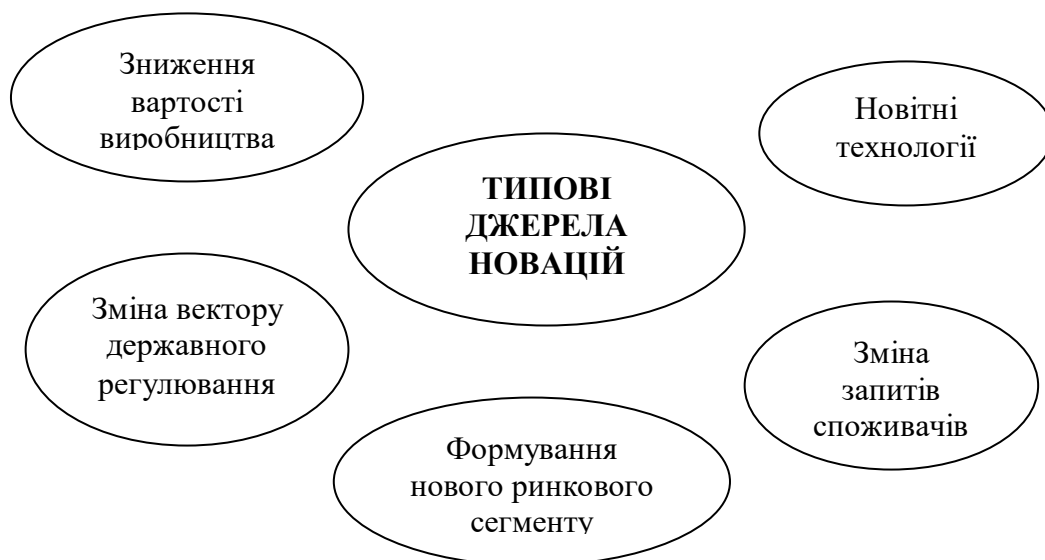 Зниження
вартості
виробництва
Новітні
технології
ТИПОВІ
ДЖЕРЕЛА
НОВАЦІЙ
Зміна вектору
державного
регулювання
Зміна
запитів
споживачів
Формування
нового ринкового
сегменту